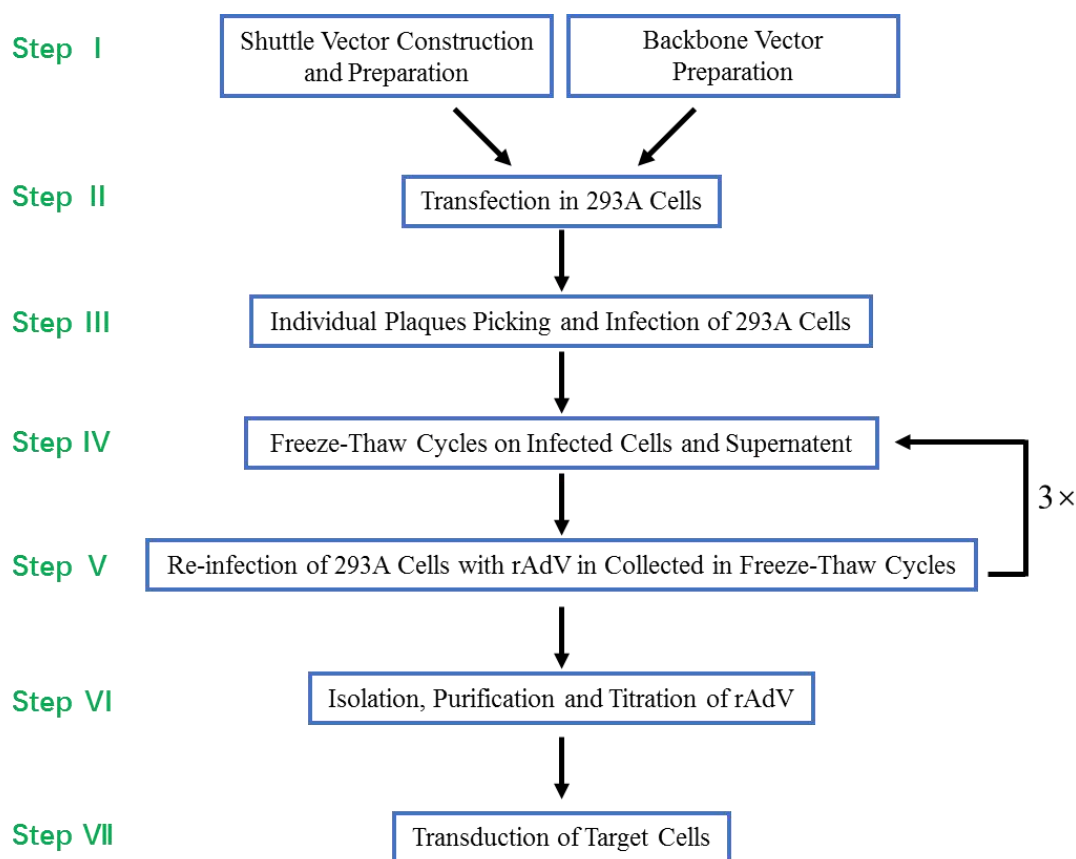 Step Ⅰ
Shuttle Vector Construction
and Preparation
Backbone Vector
Preparation
Step Ⅱ
Transfection in 293A Cells
Step Ⅲ
Individual Plaques Picking and Infection of 293A Cells
Step Ⅳ
Freeze-Thaw Cycles on Infected Cells and Supernatent
3×
Step Ⅴ
Re-infection of 293A Cells with rAdV in Collected in Freeze-Thaw Cycles
Step Ⅵ
Isolation, Purification and Titration of rAdV
Step Ⅶ
Transduction of Target Cells